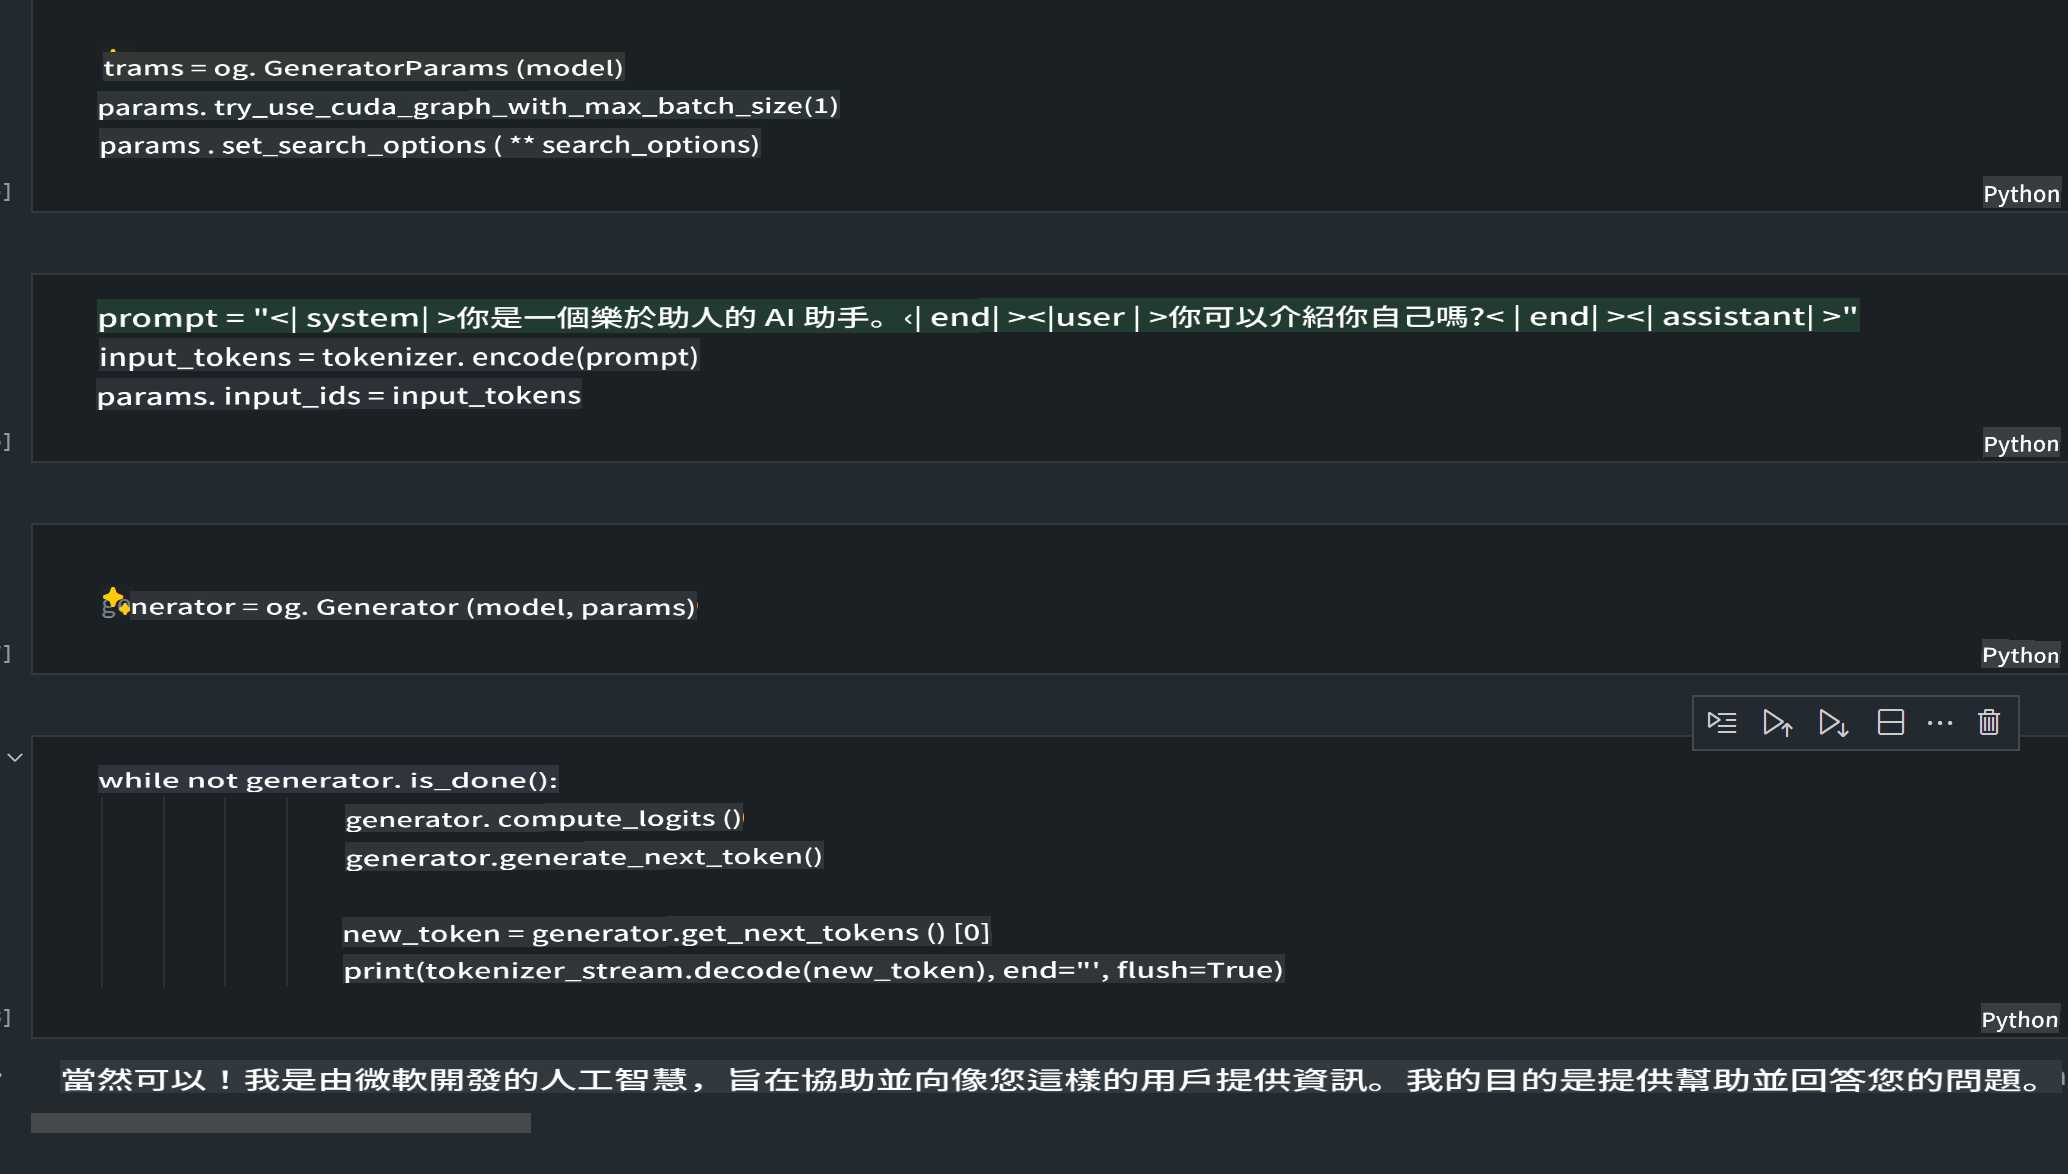 trams = og. GeneratorParams (model)
params. try_use_cuda_graph_with_max_batch_size(1)
params . set_search_options ( ** search_options)
]
Python
prompt = "<| system| >你是一個樂於助人的 AI 助手。<| end| ><|user | >你可以介紹你自己嗎?< | end| ><| assistant| >"
input_tokens = tokenizer. encode(prompt)
params. input_ids = input_tokens
]
Python
generator = og. Generator (model, params)
]
Python
while not generator. is_done():
generator. compute_logits ()
generator.generate_next_token()
new_token = generator.get_next_tokens () [0]
print(tokenizer_stream.decode(new_token), end="', flush=True)
]
Python
當然可以！我是由微軟開發的人工智慧，旨在協助並向像您這樣的用戶提供資訊。我的目的是提供幫助並回答您的問題。